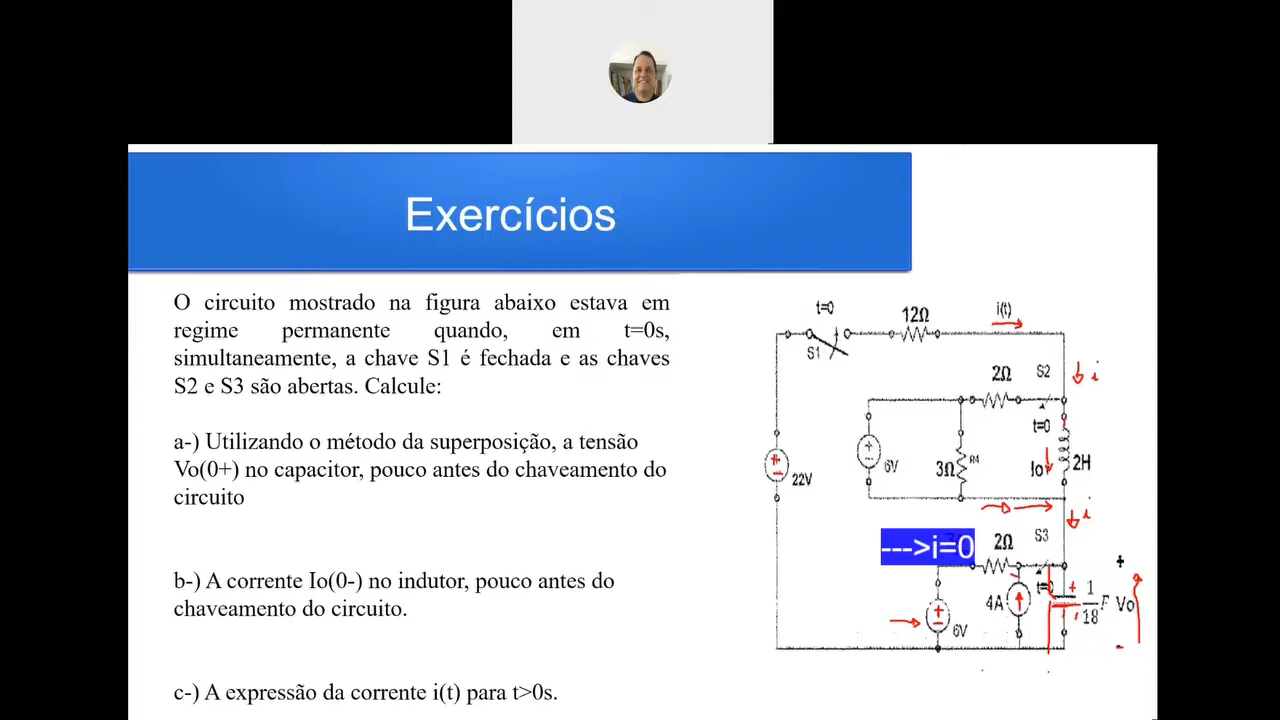 Exercícios
O circuito mostrado na figura abaixo estava em
regime permanente quando, em t=0s,
simultaneamente, a chave S1 é fechada e as chaves
S2 e S3 são abertas. Calcule:
a-) Utilizando o método da superposição, a tensão
Vo(0+) no capacitor, pouco antes do chaveamento do
circuito
b-) A corrente Io(0-) no indutor, pouco antes do
chaveamento do circuito.
c-) A expressão da corrente i(t) para t>0s.
t=0
12Ω
i(t)
S1
2Ω
S2
i
t=0
6V
3Ω
R4
Io
2H
22V
i
--->i=0
2Ω
S3
t=0
4A
1
18
F
Vo
6V